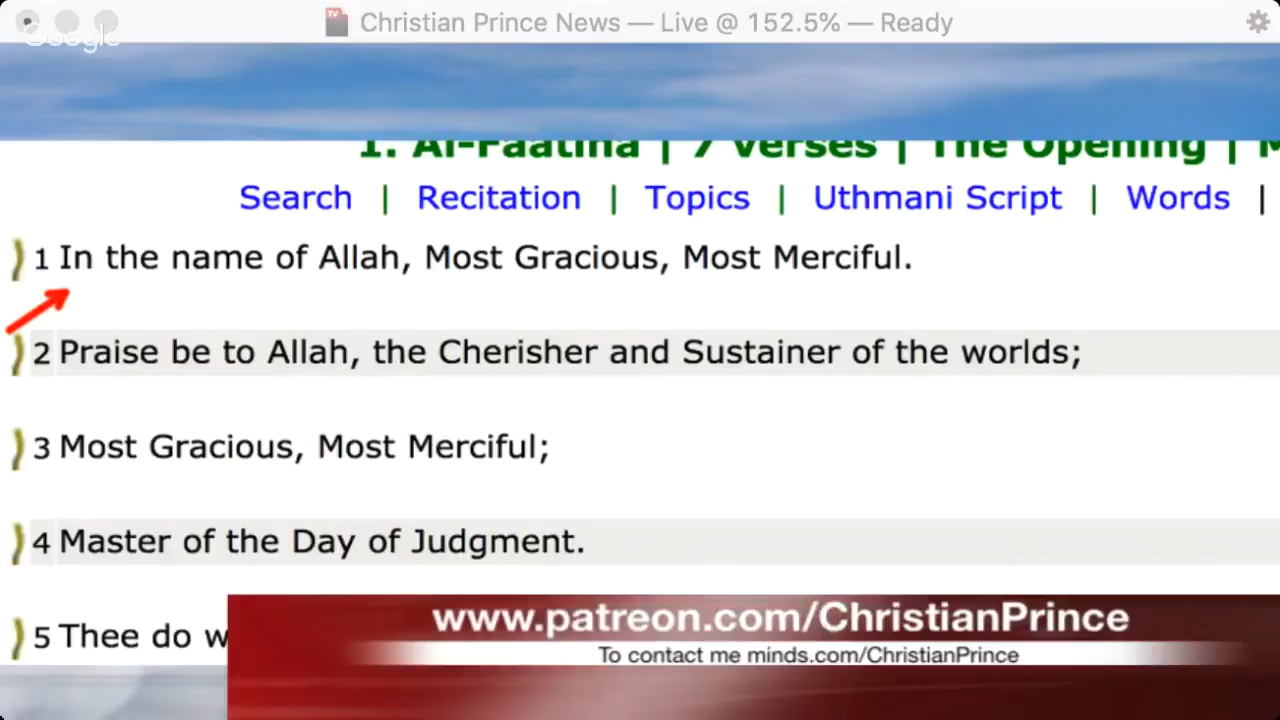 Christian Prince News — Live @ 152.5% — Ready
Google
1. Al-Faatiha | 7 verses | The Opening |
Search | Recitation | Topics | Uthmani Script | Words |
1 In the name of Allah, Most Gracious, Most Merciful.
2 Praise be to Allah, the Cherisher and Sustainer of the worlds;
3 Most Gracious, Most Merciful;
4 Master of the Day of Judgment.
5 Thee do
www.patreon.com/ChristianPrince
To contact me minds.com/ChristianPrince